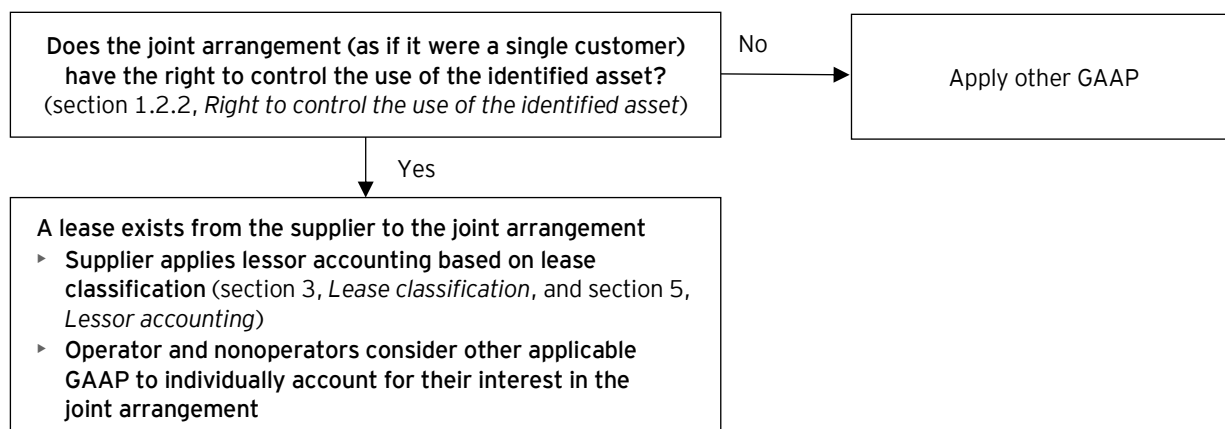 Does the joint arrangement (as if it were a single customer)
have the right to control the use of the identified asset?
(section 1.2.2, Right to control the use of the identified asset)
No
Apply other GAAP
Yes
A lease exists from the supplier to the joint arrangement
‣ Supplier applies lessor accounting based on lease
classification (section 3, Lease classification, and section 5,
Lessor accounting)
‣ Operator and nonoperators consider other applicable
GAAP to individually account for their interest in the
joint arrangement